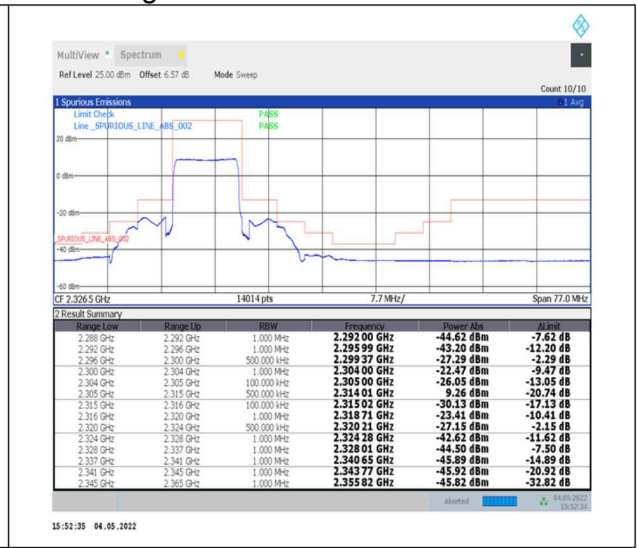 MultiView Spectrum
Ref Level 25.00 dBm Offset 6.57 dB Mode Sweep
Count 10/10
1 Spurious Emissions 1 Avg
Limit Check PASS
Line _SPURIOUS_LINE_ABS_002 PASS
20 dBm
0 dBm
-20 dBm
_SPURIOUS_LINE_ABS_002
-40 dBm
-60 dBm
CF 2.3265 GHz 14014 pts 7.7 MHz/ Span 77.0 MHz
2 Result Summary
Range Low Range Up RBW Frequency Power Abs ΔLimit
2.288 GHz 2.292 GHz 1.000 MHz 2.292 00 GHz -44.62 dBm -7.62 dB
2.292 GHz 2.296 GHz 1.000 MHz 2.295 99 GHz -43.20 dBm -12.20 dB
2.296 GHz 2.300 GHz 500.000 kHz 2.299 37 GHz -27.29 dBm -2.29 dB
2.300 GHz 2.304 GHz 1.000 MHz 2.304 00 GHz -22.47 dBm -9.47 dB
2.304 GHz 2.305 GHz 100.000 kHz 2.305 00 GHz -26.05 dBm -13.05 dB
2.305 GHz 2.315 GHz 500.000 kHz 2.314 01 GHz 9.26 dBm -20.74 dB
2.315 GHz 2.316 GHz 100.000 kHz 2.315 02 GHz -30.13 dBm -17.13 dB
2.316 GHz 2.320 GHz 1.000 MHz 2.318 71 GHz -23.41 dBm -10.41 dB
2.320 GHz 2.324 GHz 500.000 kHz 2.320 21 GHz -27.15 dBm -2.15 dB
2.324 GHz 2.328 GHz 1.000 MHz 2.324 28 GHz -42.62 dBm -11.62 dB
2.328 GHz 2.337 GHz 1.000 MHz 2.328 01 GHz -44.50 dBm -7.50 dB
2.337 GHz 2.341 GHz 1.000 MHz 2.340 65 GHz -45.89 dBm -14.89 dB
2.341 GHz 2.345 GHz 1.000 MHz 2.343 77 GHz -45.92 dBm -20.92 dB
2.345 GHz 2.365 GHz 1.000 MHz 2.355 82 GHz -45.82 dBm -32.82 dB
Aborted 04.05.2022
15:52:34
15:52:35 04.05.2022